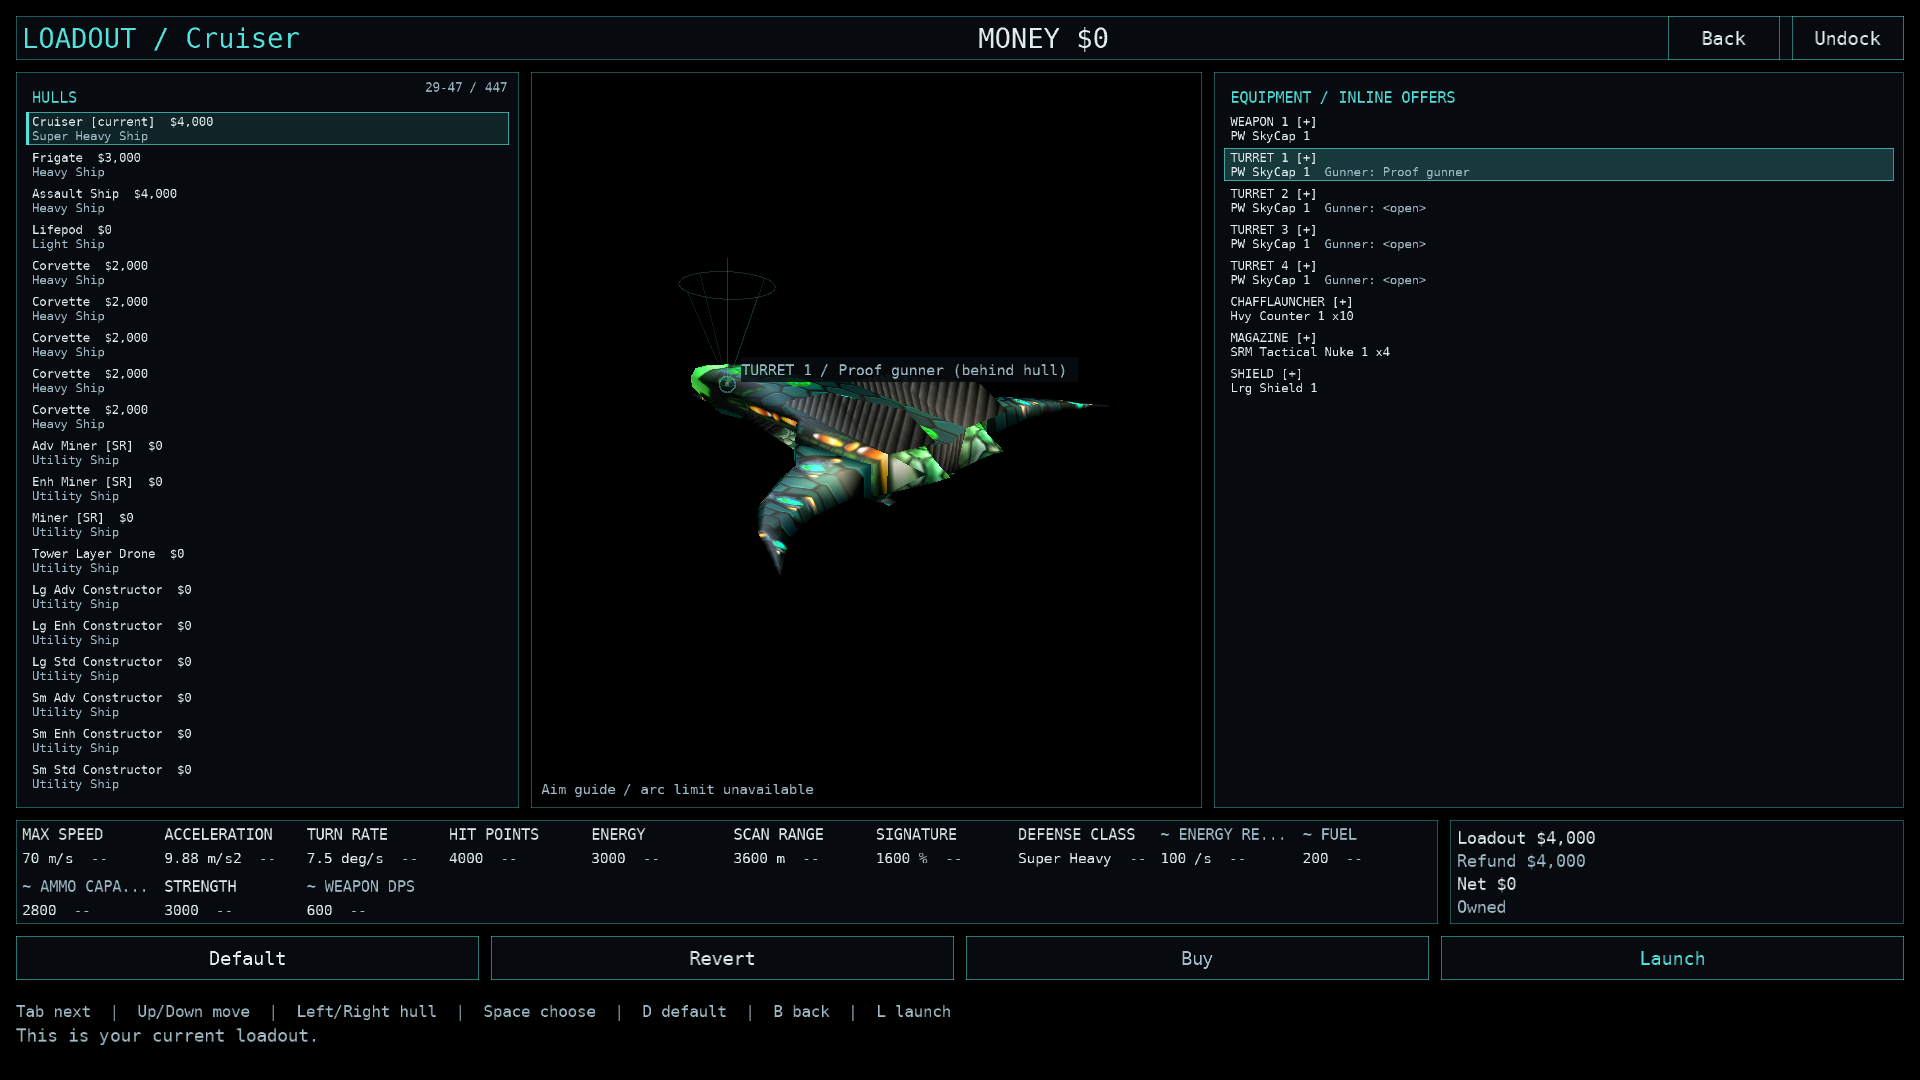 LOADOUT / Cruiser
MONEY $0
Back
Undock
HULLS
29-47 / 447
Cruiser [current]  $4,000
Super Heavy Ship
Frigate  $3,000
Heavy Ship
Assault Ship  $4,000
Heavy Ship
Lifepod  $0
Light Ship
Corvette  $2,000
Heavy Ship
Corvette  $2,000
Heavy Ship
Corvette  $2,000
Heavy Ship
Corvette  $2,000
Heavy Ship
Corvette  $2,000
Heavy Ship
Adv Miner [SR]  $0
Utility Ship
Enh Miner [SR]  $0
Utility Ship
Miner [SR]  $0
Utility Ship
Tower Layer Drone  $0
Utility Ship
Lg Adv Constructor  $0
Utility Ship
Lg Enh Constructor  $0
Utility Ship
Lg Std Constructor  $0
Utility Ship
Sm Adv Constructor  $0
Utility Ship
Sm Enh Constructor  $0
Utility Ship
Sm Std Constructor  $0
Utility Ship
TURRET 1 / Proof gunner (behind hull)
Aim guide / arc limit unavailable
EQUIPMENT / INLINE OFFERS
WEAPON 1 [+]
PW SkyCap 1
TURRET 1 [+]
PW SkyCap 1  Gunner: Proof gunner
TURRET 2 [+]
PW SkyCap 1  Gunner: <open>
TURRET 3 [+]
PW SkyCap 1  Gunner: <open>
TURRET 4 [+]
PW SkyCap 1  Gunner: <open>
CHAFFLAUNCHER [+]
Hvy Counter 1 x10
MAGAZINE [+]
SRM Tactical Nuke 1 x4
SHIELD [+]
Lrg Shield 1
MAX SPEED  ACCELERATION  TURN RATE  HIT POINTS  ENERGY  SCAN RANGE  SIGNATURE  DEFENSE CLASS  ~ ENERGY RE...  ~ FUEL
70 m/s  --  9.88 m/s2  --  7.5 deg/s  --  4000  --  3000  --  3600 m  --  1600 %  --  Super Heavy  --  100 /s  --  200  --
~ AMMO CAPA...  STRENGTH  ~ WEAPON DPS
2800  --  3000  --  600  --
Loadout $4,000
Refund $4,000
Net $0
Owned
Default
Revert
Buy
Launch
Tab next  |  Up/Down move  |  Left/Right hull  |  Space choose  |  D default  |  B back  |  L launch
This is your current loadout.